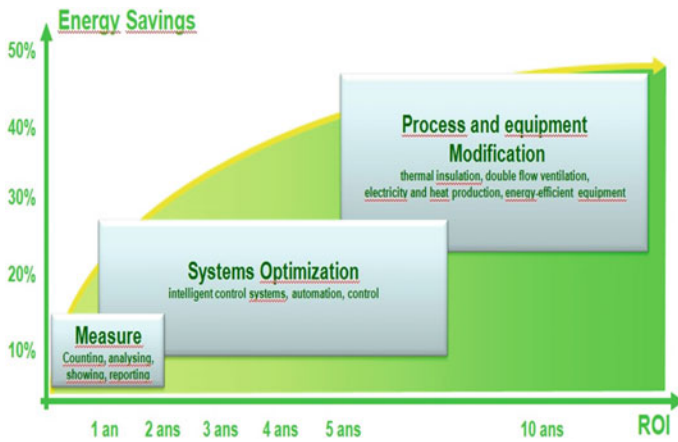 Energy Savings
50%
40%
30%
20%
10%
Process and equipment
Modification
thermal insulation, double flow ventilation,
electricity and heat production, energy-efficient equipment
Systems Optimization
intelligent control systems, automation, control
Measure
Counting, analysing,
showing, reporting
1 an 2 ans 3 ans 4 ans 5 ans 10 ans ROI